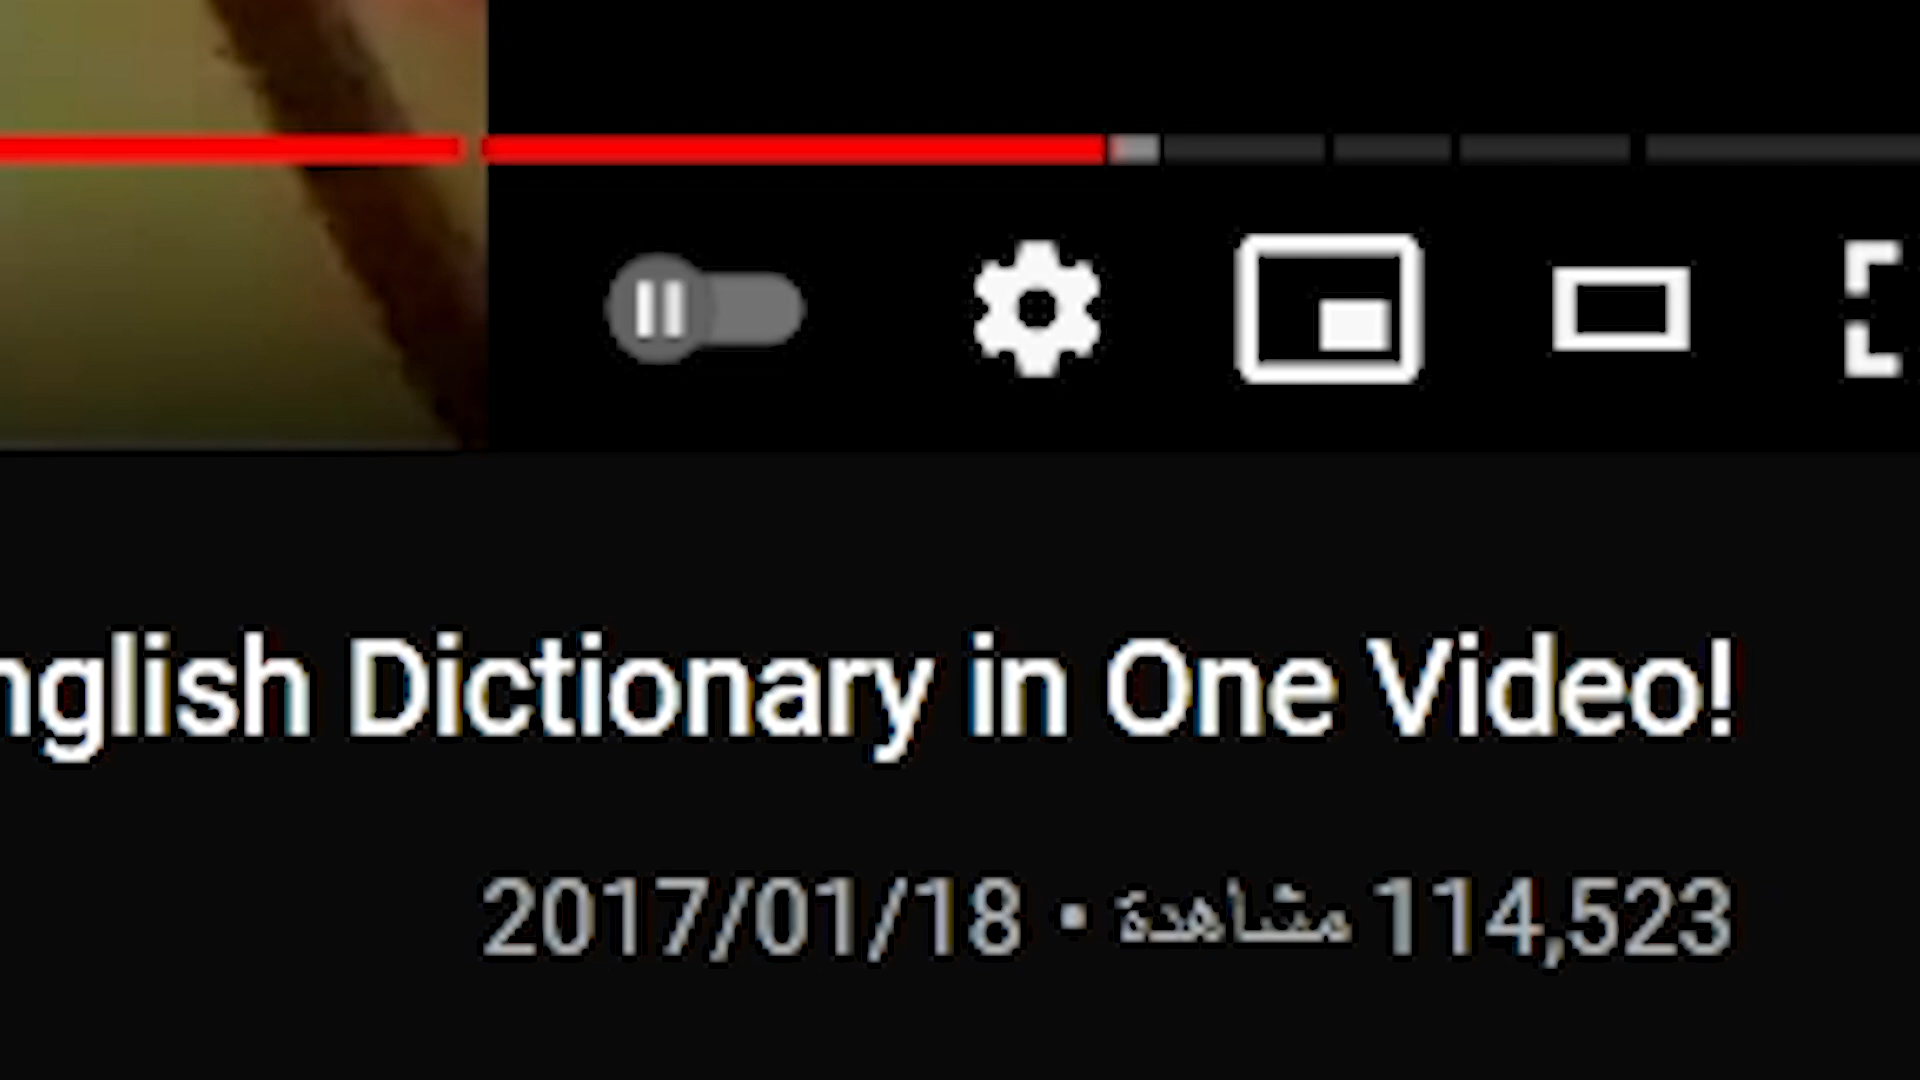 nglish Dictionary in One Video!
114,523 مشاهدة • 2017/01/18